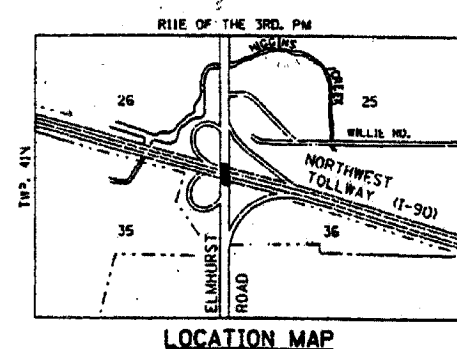 R11E OF THE 3RD. PM
HIGGINS
CREEK
26
25
WILLIE RD.
NORTHWEST
TOLLWAY (I-90)
TWP. 41N
35
36
ELMHURST
ROAD
LOCATION MAP